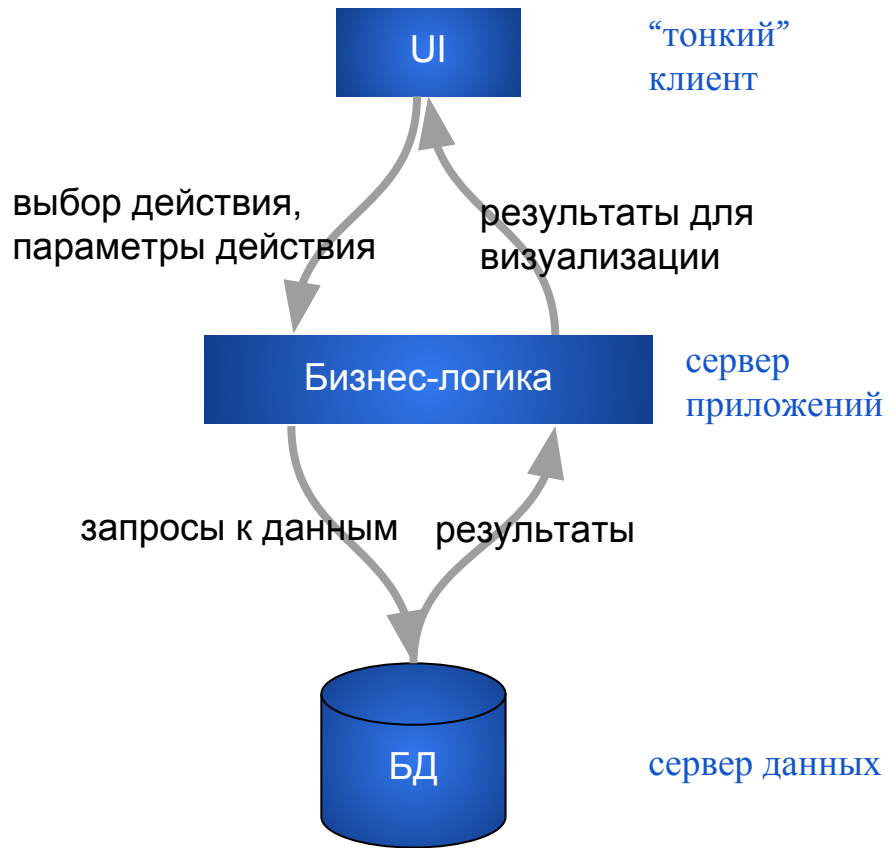 UI
“тонкий”
клиент
выбор действия,
параметры действия
результаты для
визуализации
Бизнес-логика
сервер
приложений
запросы к данным
результаты
БД
сервер данных